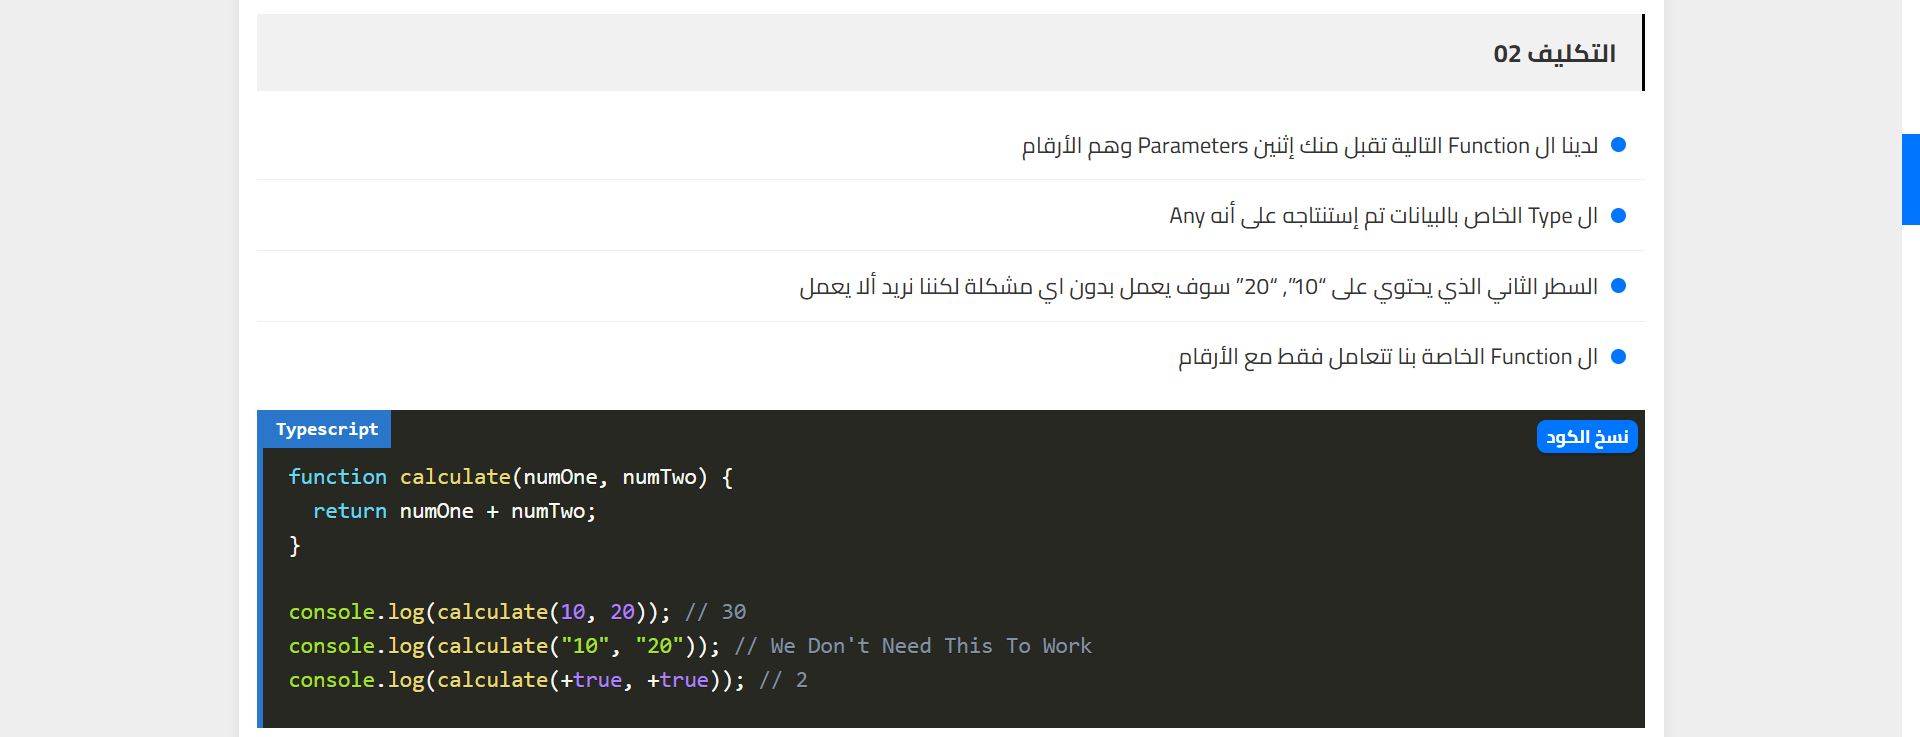 التكليف 02
لدينا ال Function التالية تقبل منك إثنين Parameters وهم الأرقام
ال Type الخاص بالبيانات تم إستنتاجه على أنه Any
السطر الثاني الذي يحتوي على “10”, “20” سوف يعمل بدون اي مشكلة لكننا نريد ألا يعمل
ال Function الخاصة بنا تتعامل فقط مع الأرقام
Typescript
نسخ الكود
function calculate(numOne, numTwo) {
  return numOne + numTwo;
}
console.log(calculate(10, 20)); // 30
console.log(calculate("10", "20")); // We Don't Need This To Work
console.log(calculate(+true, +true)); // 2